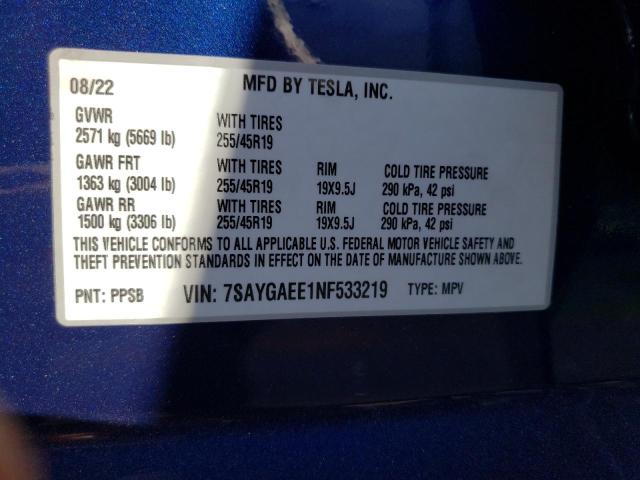 08/22 MFD BY TESLA, INC.
GVWR WITH TIRES
2571 kg (5669 lb) 255/45R19
GAWR FRT WITH TIRES RIM COLD TIRE PRESSURE
1363 kg (3004 lb) 255/45R19 19X9.5J 290 kPa, 42 psi
GAWR RR WITH TIRES RIM COLD TIRE PRESSURE
1500 kg (3306 lb) 255/45R19 19X9.5J 290 kPa, 42 psi
THIS VEHICLE CONFORMS TO ALL APPLICABLE U.S. FEDERAL MOTOR VEHICLE SAFETY AND
THEFT PREVENTION STANDARDS IN EFFECT ON THE DATE OF MANUFACTURE SHOWN ABOVE.
PNT: PPSB VIN: 7SAYGAEE1NF533219 TYPE: MPV